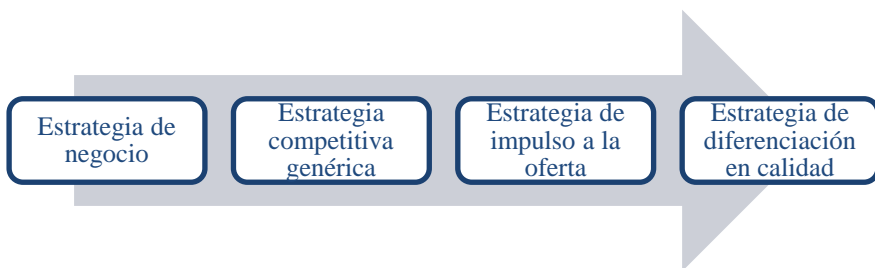 Estrategia de
negocio
Estrategia
competitiva
genérica
Estrategia de
impulso a la
oferta
Estrategia de
diferenciación
en calidad